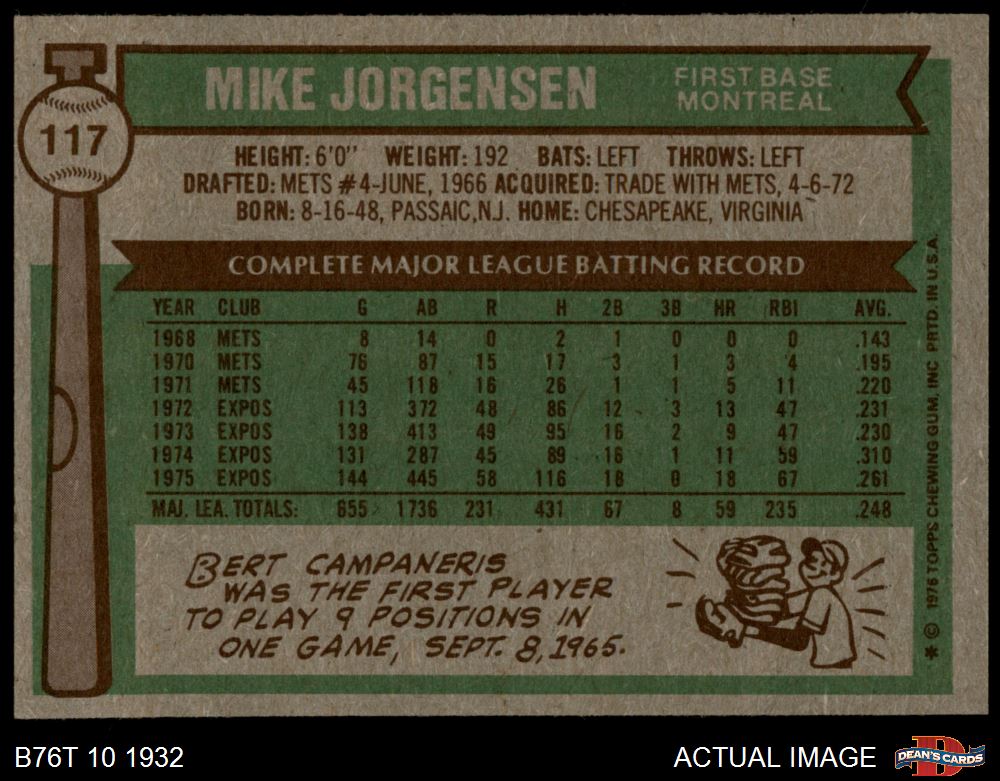 117
MIKE JORGENSEN
FIRST BASE
MONTREAL
HEIGHT: 6'0'' WEIGHT: 192 BATS: LEFT THROWS: LEFT
DRAFTED: METS #4-JUNE, 1966 ACQUIRED: TRADE WITH METS, 4-6-72
BORN: 8-16-48, PASSAIC, N.J. HOME: CHESAPEAKE, VIRGINIA
COMPLETE MAJOR LEAGUE BATTING RECORD
YEAR CLUB G AB R H 2B 3B HR RBI AVG.
1968 METS 8 14 0 2 1 0 0 0 .143
1970 METS 76 87 15 17 3 1 3 4 .195
1971 METS 45 118 16 26 1 1 5 11 .220
1972 EXPOS 113 372 48 86 12 3 13 47 .231
1973 EXPOS 138 413 49 95 16 2 9 47 .230
1974 EXPOS 131 287 45 89 16 1 11 59 .310
1975 EXPOS 144 445 58 116 18 0 18 67 .261
MAJ. LEA. TOTALS: 655 1736 231 431 67 8 59 235 .248
BERT CAMPANERIS
WAS THE FIRST PLAYER
TO PLAY 9 POSITIONS IN
ONE GAME, SEPT. 8, 1965.
* © 1976 TOPPS CHEWING GUM, INC PRTD. IN U.S.A.
B76T 10 1932
ACTUAL IMAGE
D
DEAN'S CARDS